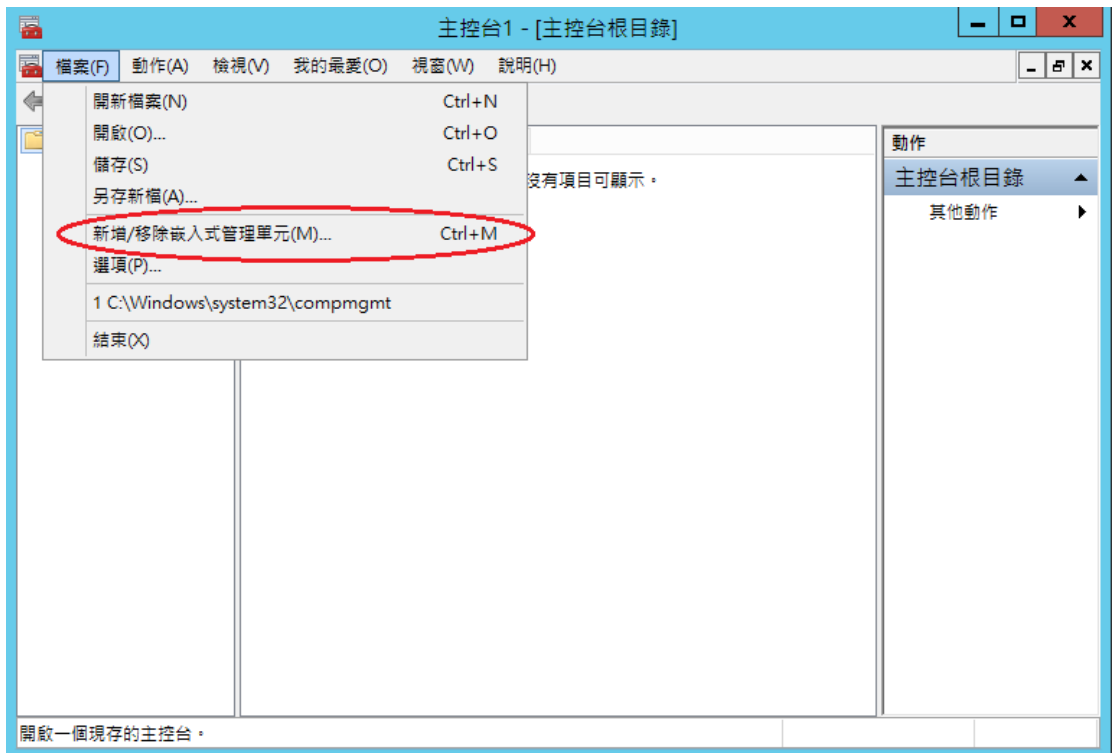 主控台1 - [主控台根目錄]
檔案(F) 動作(A) 檢視(V) 我的最愛(O) 視窗(W) 說明(H)
開新檔案(N) Ctrl+N
開啟(O)... Ctrl+O
儲存(S) Ctrl+S
另存新檔(A)...
新增/移除嵌入式管理單元(M)... Ctrl+M
選項(P)...
1 C:\Windows\system32\compmgmt
結束(X)
沒有項目可顯示。
動作
主控台根目錄
其他動作
開啟一個現存的主控台。